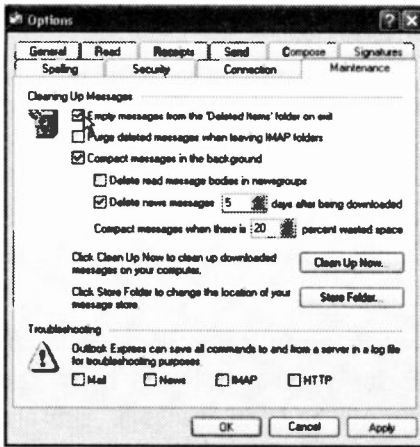 Options
General Read Receipts Send Compose Signatures
Spelling Security Connection Maintenance
Cleaning Up Messages
Empty messages from the 'Deleted Items' folder on exit
Purge deleted messages when leaving IMAP folders
Compact messages in the background
Delete read message bodies in newsgroups
Delete news messages 5 days after being downloaded
Compact messages when there is 20 percent wasted space
Click Clean Up Now to clean up downloaded
messages on your computer.
Clean Up Now...
Click Store Folder to change the location of your
message store.
Store Folder...
Troubleshooting
Outlook Express can save all commands to and from a server in a log file
for troubleshooting purposes.
Mail News IMAP HTTP
OK Cancel Apply